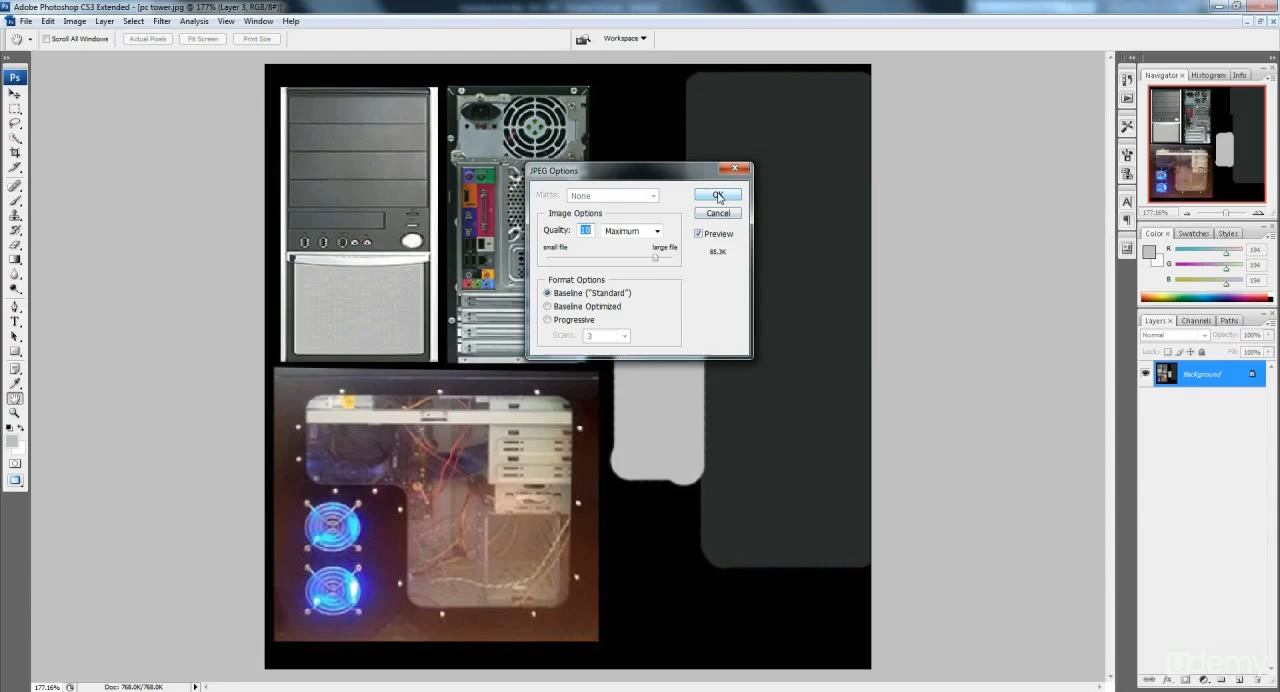 Adobe Photoshop CS3 Extended - [pc tower.jpg @ 177% (Layer 3, RGB/8#)]
File Edit Image Layer Select Filter Analysis View Window Help
Scroll All Windows Actual Pixels Fit Screen Print Size Workspace
Ps
Navigator Histogram Info
177.16%
Color Swatches Styles
R 194
G 194
B 194
Layers Channels Paths
Normal Opacity: 100%
Lock: Fill: 100%
Background
JPEG Options
Matte: None
OK
Cancel
Preview
85.3K
Image Options
Quality: 10 Maximum
small file large file
Format Options
Baseline ("Standard")
Baseline Optimized
Progressive
Scans: 3
177.16% Doc: 768.0K/768.0K
udemy